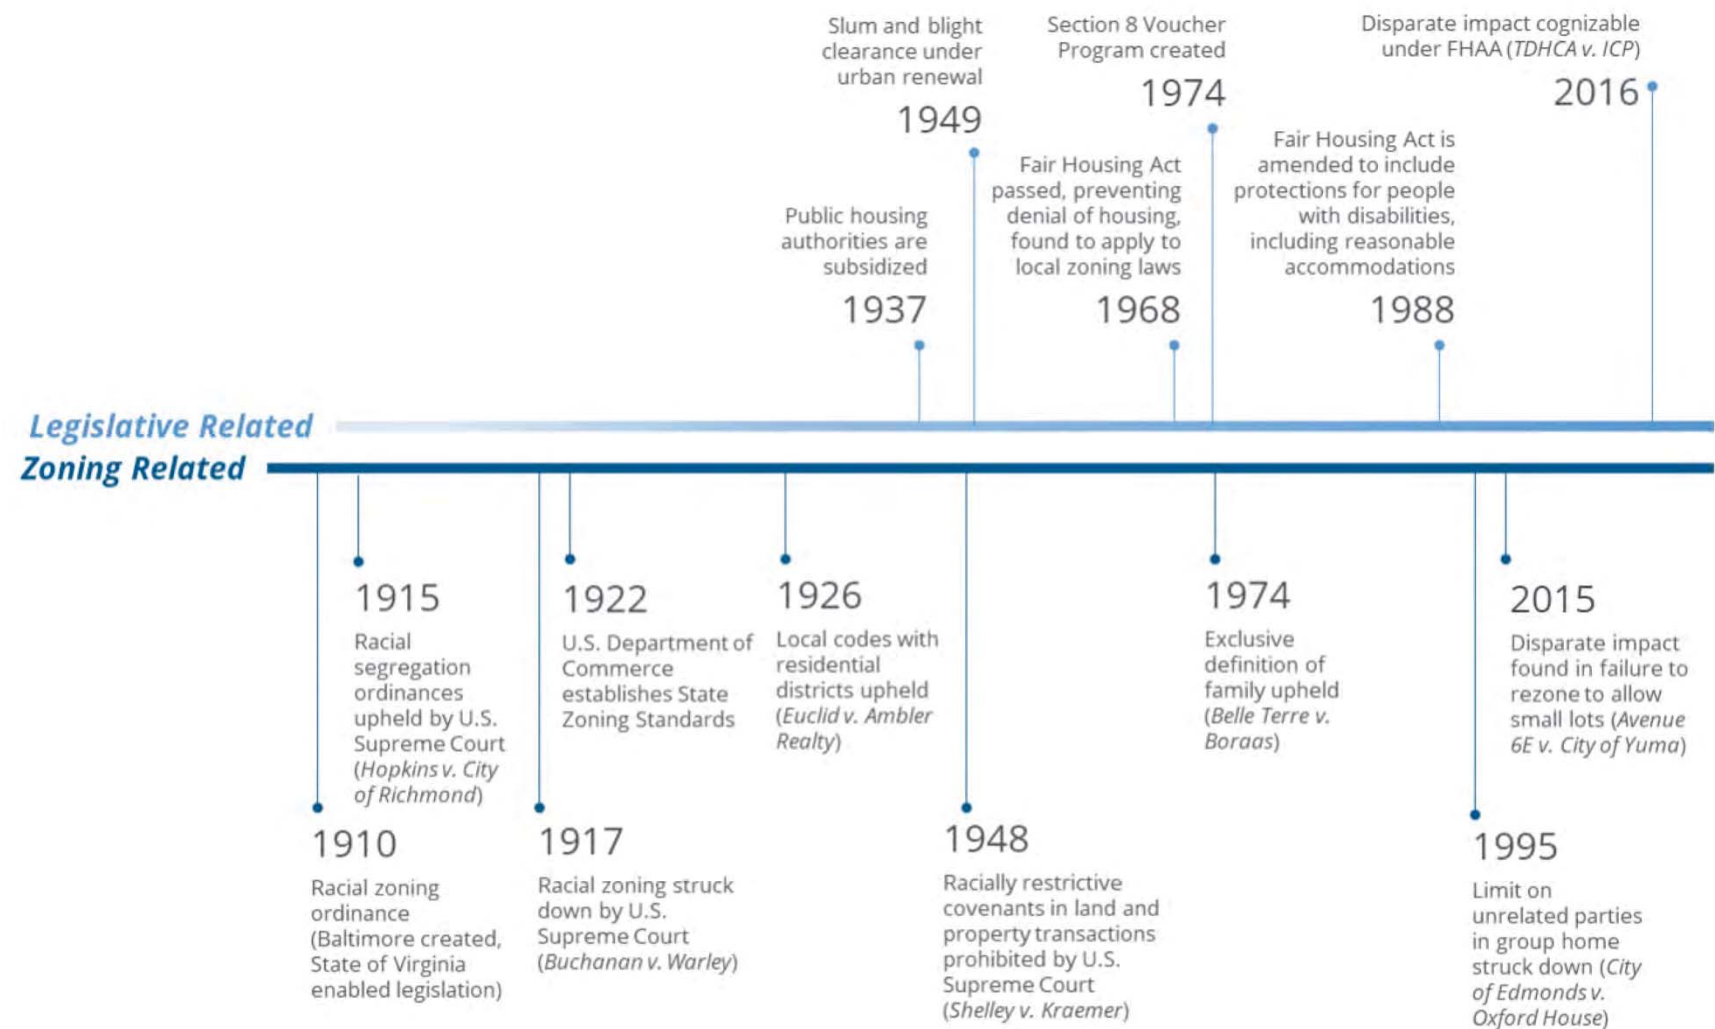 Slum and blight
clearance under
urban renewal
1949
Section 8 Voucher
Program created
1974
Disparate impact cognizable
under FHAA (TDHCA v. ICP)
2016
Public housing
authorities are
subsidized
1937
Fair Housing Act
passed, preventing
denial of housing,
found to apply to
local zoning laws
1968
Fair Housing Act is
amended to include
protections for people
with disabilities,
including reasonable
accommodations
1988
Legislative Related
Zoning Related
1915
Racial
segregation
ordinances
upheld by U.S.
Supreme Court
(Hopkins v. City
of Richmond)
1922
U.S. Department of
Commerce
establishes State
Zoning Standards
1926
Local codes with
residential
districts upheld
(Euclid v. Ambler
Realty)
1974
Exclusive
definition of
family upheld
(Belle Terre v.
Boraas)
2015
Disparate impact
found in failure to
rezone to allow
small lots (Avenue
6E v. City of Yuma)
1910
Racial zoning
ordinance
(Baltimore created,
State of Virginia
enabled legislation)
1917
Racial zoning struck
down by U.S.
Supreme Court
(Buchanan v. Warley)
1948
Racially restrictive
covenants in land and
property transactions
prohibited by U.S.
Supreme Court
(Shelley v. Kraemer)
1995
Limit on
unrelated parties
in group home
struck down (City
of Edmonds v.
Oxford House)